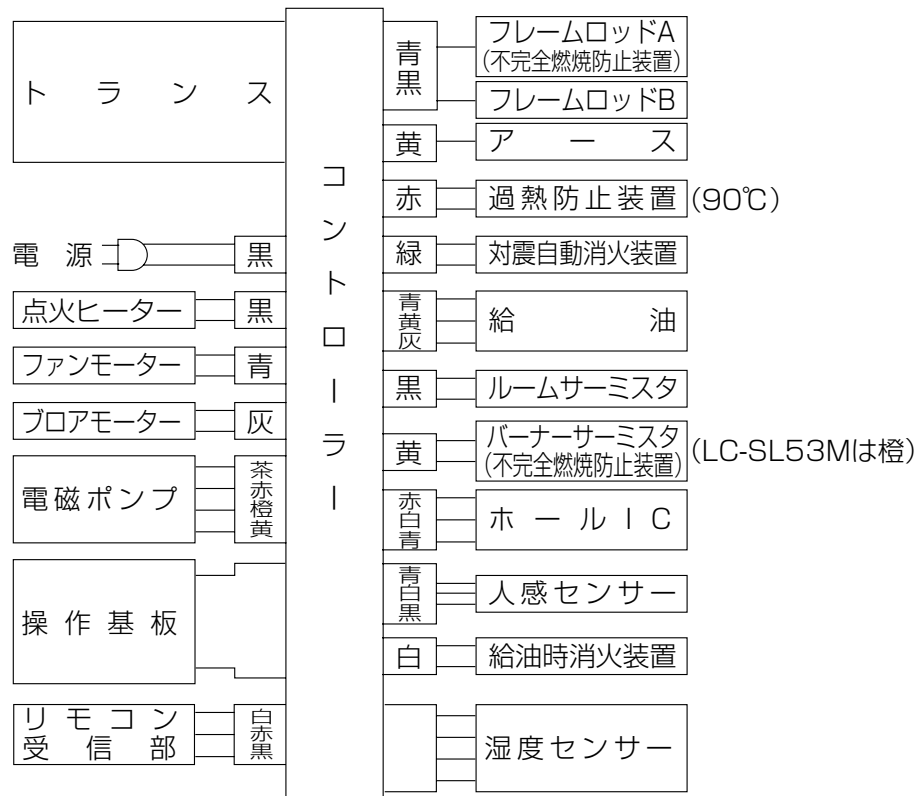 トランス
電源
黒
点火ヒーター
黒
ファンモーター
青
ブロアモーター
灰
電磁ポンプ
茶
赤
橙
黄
操作基板
リモコン
受信部
白
赤
黒
コントローラー
青
黒
フレームロッドA
(不完全燃焼防止装置)
フレームロッドB
黄
アース
赤
過熱防止装置
(90℃)
緑
対震自動消火装置
青
黄
灰
給油
黒
ルームサーミスタ
黄
バーナーサーミスタ
(不完全燃焼防止装置)
(LC-SL53Mは橙)
赤
白
青
ホールIC
青
白
黒
人感センサー
白
給油時消火装置
湿度センサー